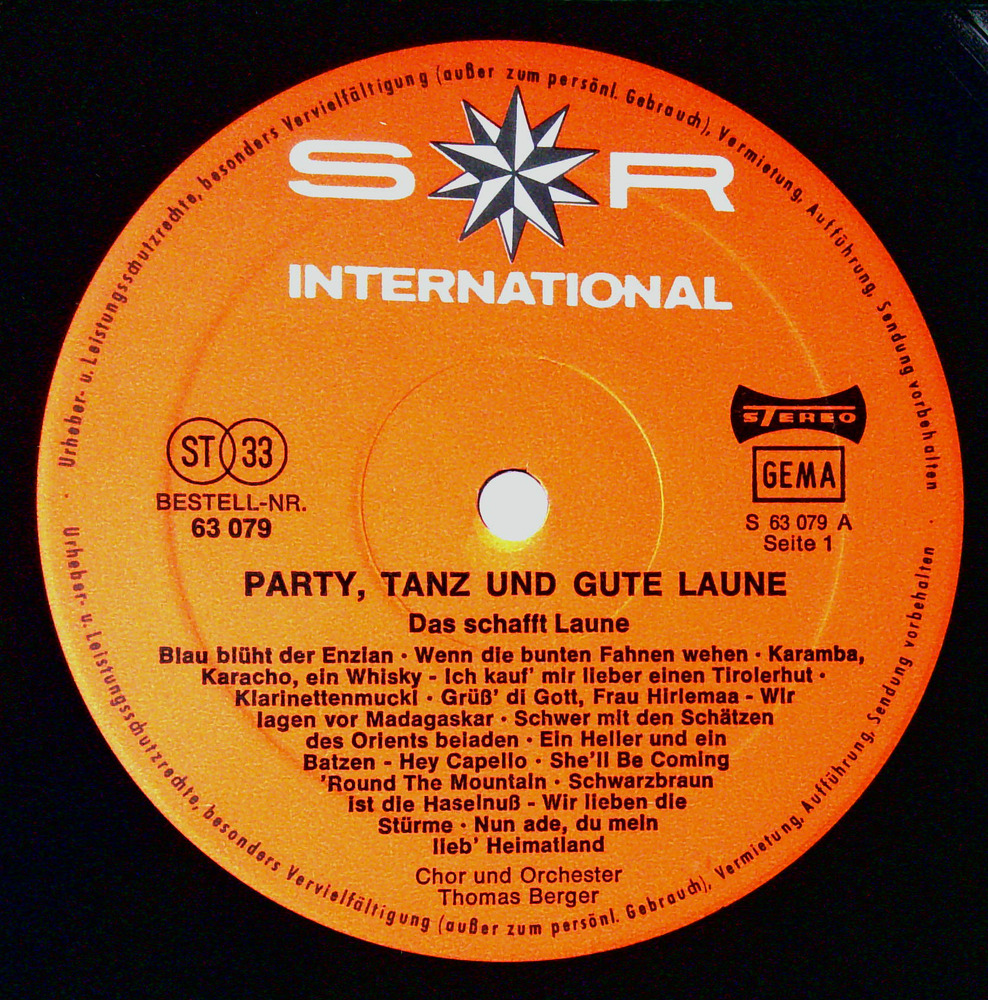 Urheber- u. Leistungsschutzrechte, besonders Vervielfältigung (außer zum persönl. Gebrauch), Vermietung, Aufführung, Sendung vorbehalten
S R
INTERNATIONAL
ST 33
BESTELL-NR.
63 079
STEREO
GEMA
S 63 079 A
Seite 1
PARTY, TANZ UND GUTE LAUNE
Das schafft Laune
Blau blüht der Enzian · Wenn die bunten Fahnen wehen · Karamba,
Karacho, ein Whisky - Ich kauf' mir lieber einen Tirolerhut ·
Klarinettenmuckl · Grüß' di Gott, Frau Hirlemaa - Wir
lagen vor Madagaskar · Schwer mit den Schätzen
des Orients beladen · Ein Heller und ein
Batzen - Hey Capello · She'll Be Coming
'Round The Mountain · Schwarzbraun
ist die Haselnuß - Wir lieben die
Stürme · Nun ade, du mein
lieb' Heimatland
Chor und Orchester
Thomas Berger
Urheber- u. Leistungsschutzrechte, besonders Vervielfältigung (außer zum persönl. Gebrauch), Vermietung, Aufführung, Sendung vorbehalten